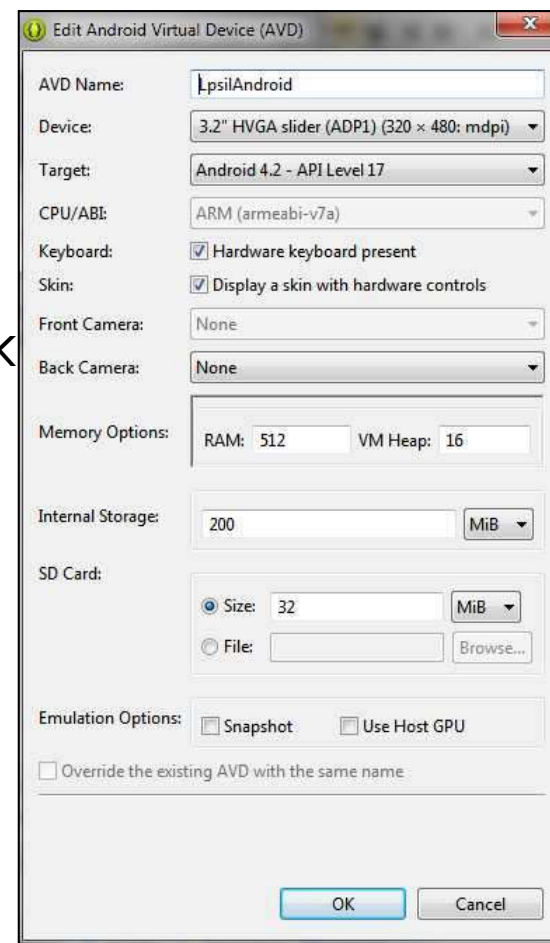 Edit Android Virtual Device (AVD)
AVD Name: LpsilAndroid
Device: 3.2" HVGA slider (ADP1) (320 × 480: mdpi)
Target: Android 4.2 - API Level 17
CPU/ABI: ARM (armeabi-v7a)
Keyboard: Hardware keyboard present
Skin: Display a skin with hardware controls
Front Camera: None
k
Back Camera: None
Memory Options: RAM: 512 VM Heap: 16
Internal Storage: 200 MiB
SD Card:
Size: 32 MiB
File: Browse...
Emulation Options: Snapshot Use Host GPU
Override the existing AVD with the same name
OK Cancel